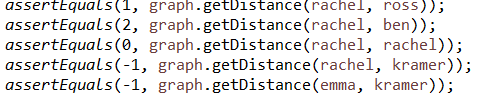 assertEquals(1, graph.getDistance(rachel, ross));
assertEquals(2, graph.getDistance(rachel, ben));
assertEquals(0, graph.getDistance(rachel, rachel));
assertEquals(-1, graph.getDistance(rachel, kramer));
assertEquals(-1, graph.getDistance(emma, kramer));